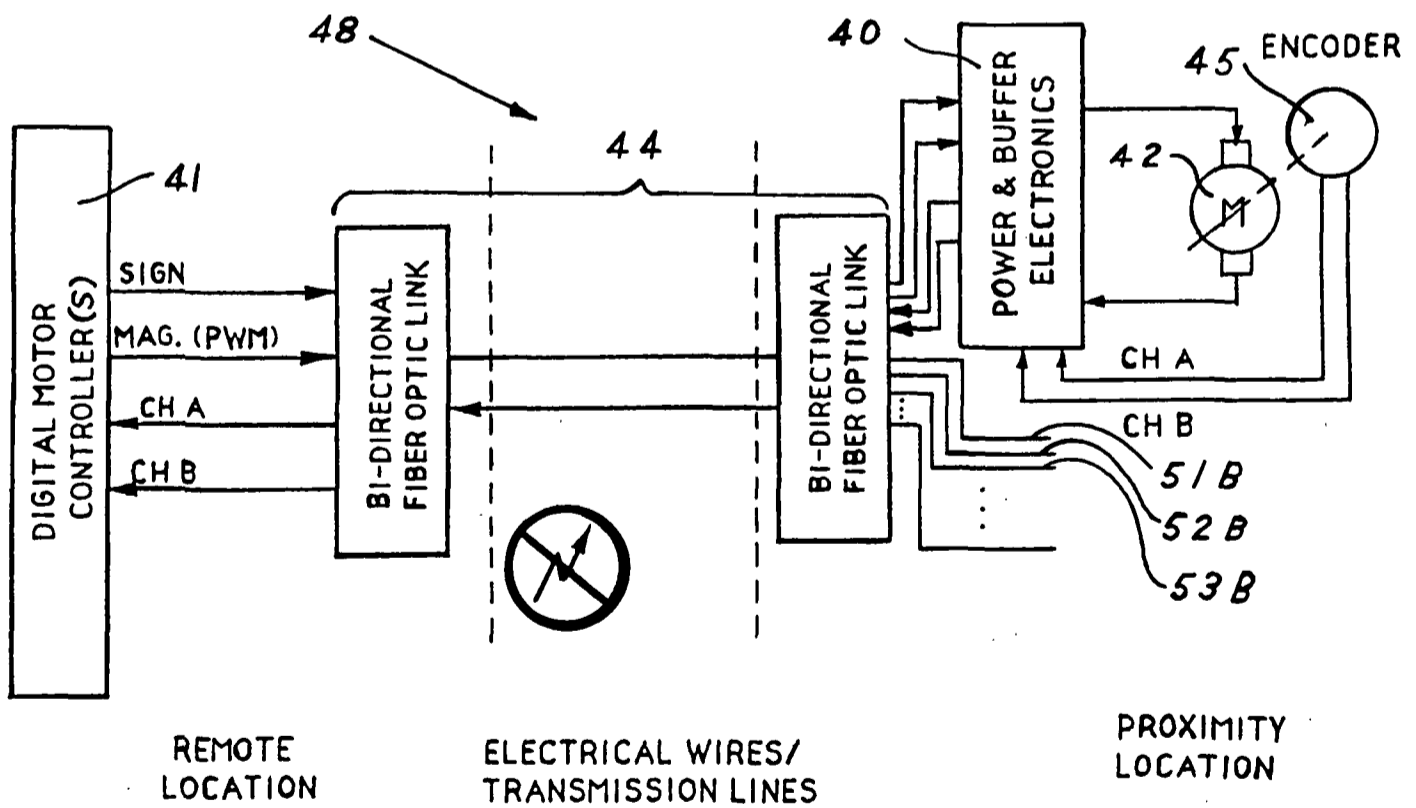 48
40
45
ENCODER
41
44
42
POWER & BUFFER
ELECTRONICS
M
DIGITAL MOTOR
CONTROLLER(S)
SIGN
MAG. (PWM)
CH A
CH B
BI-DIRECTIONAL
FIBER OPTIC LINK
BI-DIRECTIONAL
FIBER OPTIC LINK
CH A
CH B
51B
52B
53B
REMOTE
LOCATION
ELECTRICAL WIRES/
TRANSMISSION LINES
PROXIMITY
LOCATION